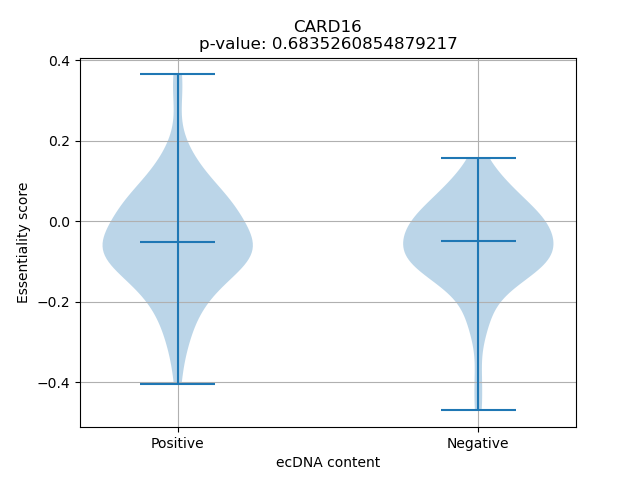 CARD16
p-value: 0.6835260854879217
0.4
0.2
0.0
−0.2
−0.4
Essentiality score
Positive
Negative
ecDNA content